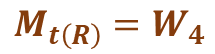 M_{t(R)} = W_4